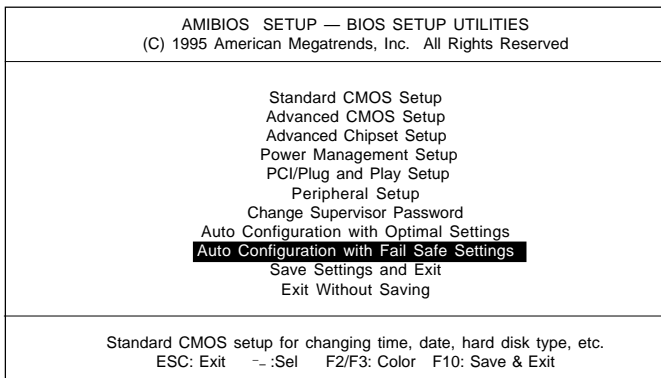 AMIBIOS SETUP — BIOS SETUP UTILITIES
(C) 1995 American Megatrends, Inc. All Rights Reserved
Standard CMOS Setup
Advanced CMOS Setup
Advanced Chipset Setup
Power Management Setup
PCI/Plug and Play Setup
Peripheral Setup
Change Supervisor Password
Auto Configuration with Optimal Settings
Auto Configuration with Fail Safe Settings
Save Settings and Exit
Exit Without Saving
Standard CMOS setup for changing time, date, hard disk type, etc.
ESC: Exit ¯_ :Sel F2/F3: Color F10: Save & Exit